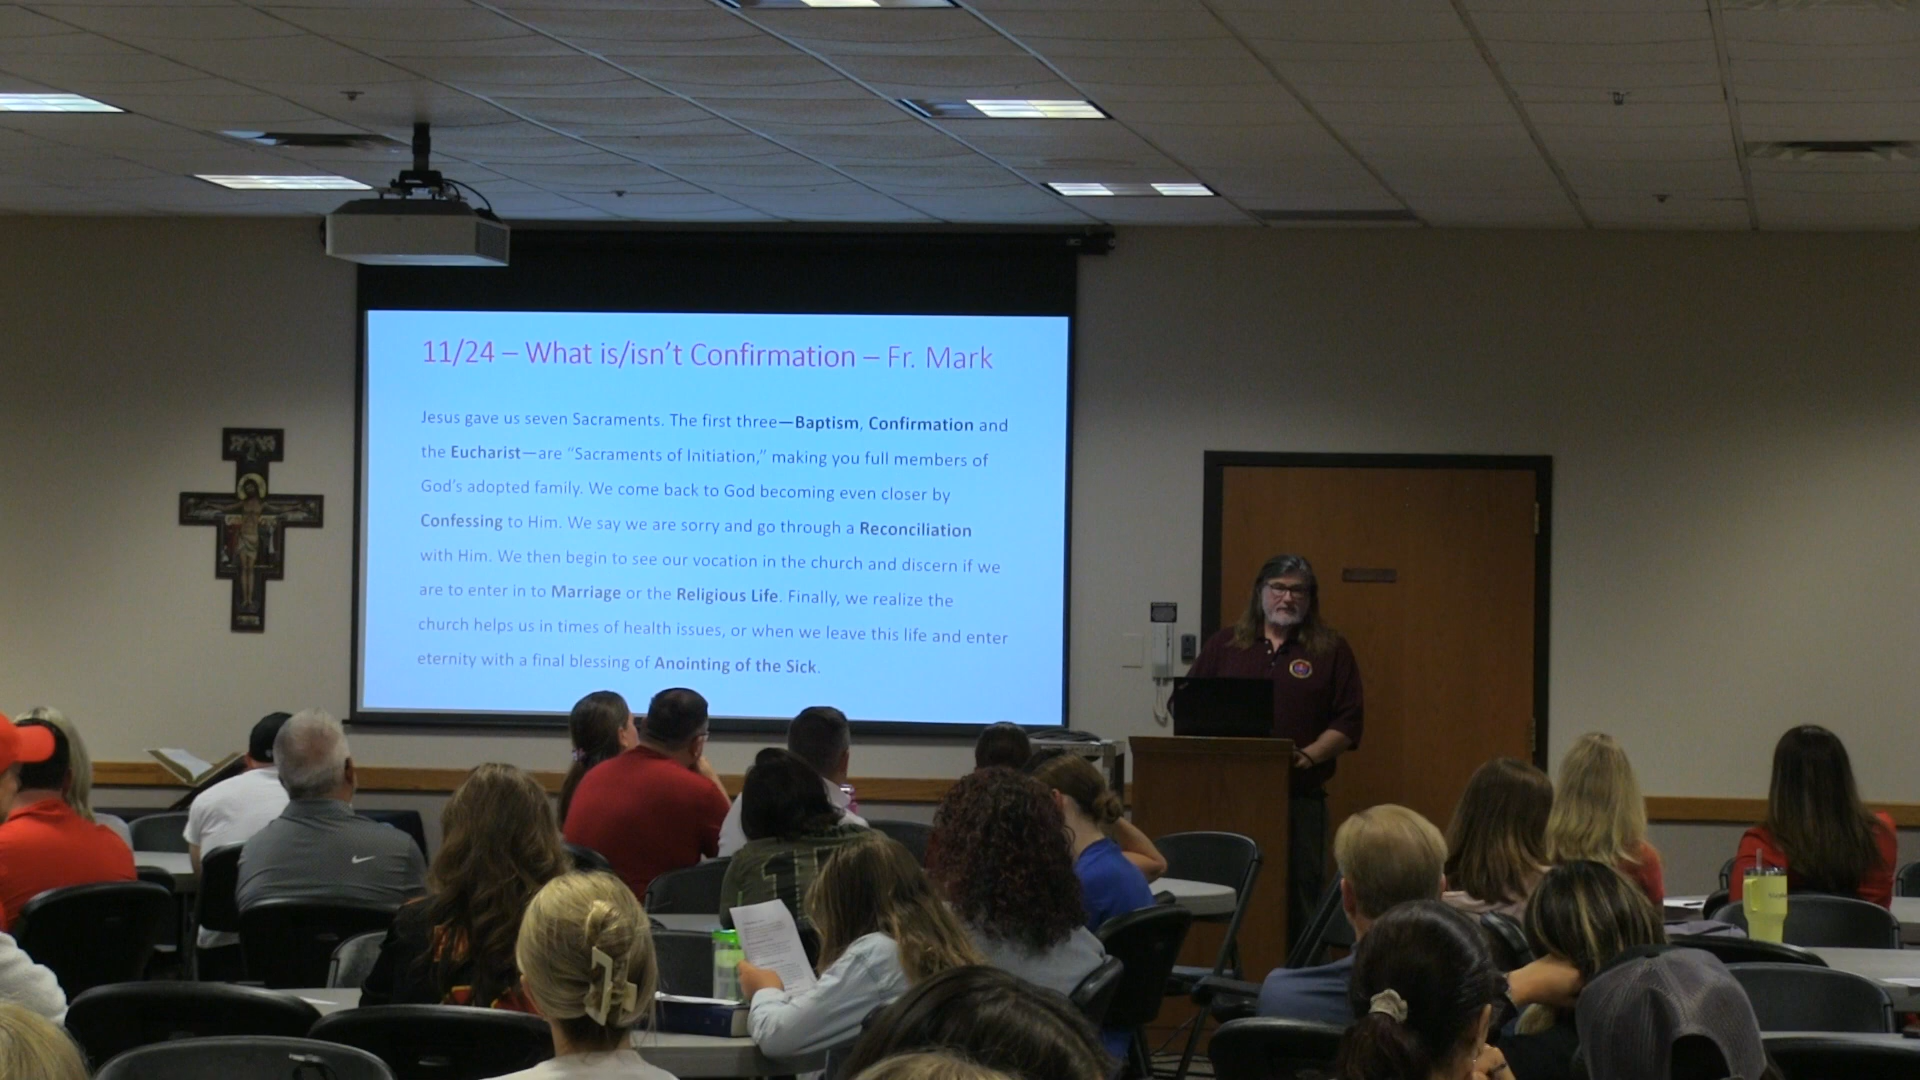 11/24 – What is/isn't Confirmation – Fr. Mark
Jesus gave us seven Sacraments. The first three—Baptism, Confirmation and
the Eucharist—are “Sacraments of Initiation,” making you full members of
God's adopted family. We come back to God becoming even closer by
Confessing to Him. We say we are sorry and go through a Reconciliation
with Him. We then begin to see our vocation in the church and discern if we
are to enter in to Marriage or the Religious Life. Finally, we realize the
church helps us in times of health issues, or when we leave this life and enter
eternity with a final blessing of Anointing of the Sick.